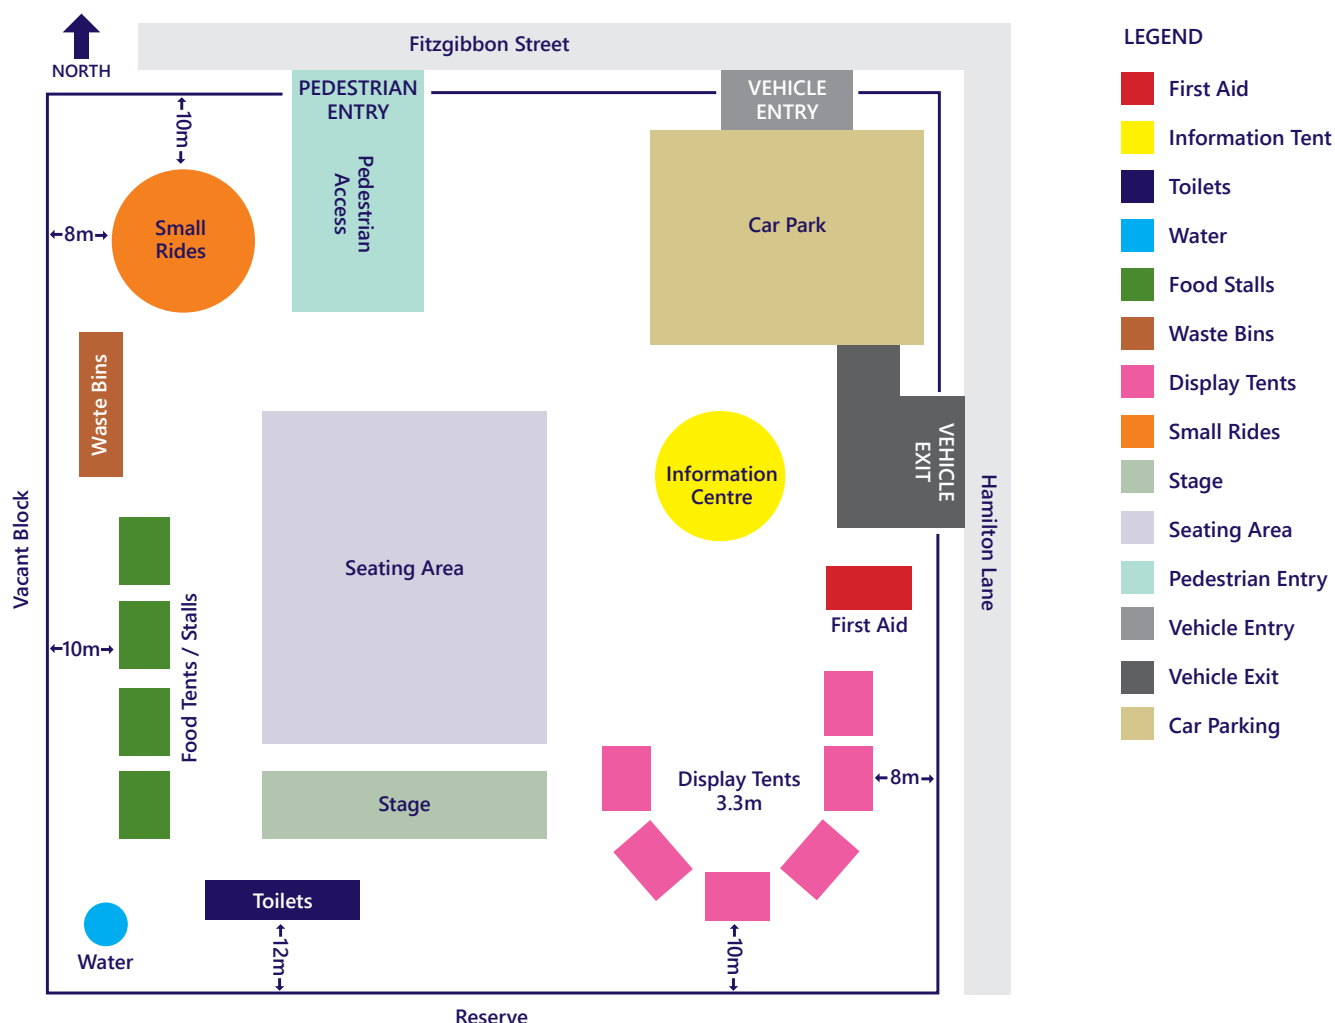 NORTH
Fitzgibbon Street
PEDESTRIAN
ENTRY
VEHICLE
ENTRY
10m
Pedestrian
Access
8m
Small
Rides
Car Park
Waste Bins
VEHICLE
EXIT
Information
Centre
Vacant Block
Hamilton Lane
Seating Area
First Aid
10m
Food Tents / Stalls
Display Tents
3.3m
8m
Stage
Toilets
Water
12m
10m
Reserve
LEGEND
First Aid
Information Tent
Toilets
Water
Food Stalls
Waste Bins
Display Tents
Small Rides
Stage
Seating Area
Pedestrian Entry
Vehicle Entry
Vehicle Exit
Car Parking